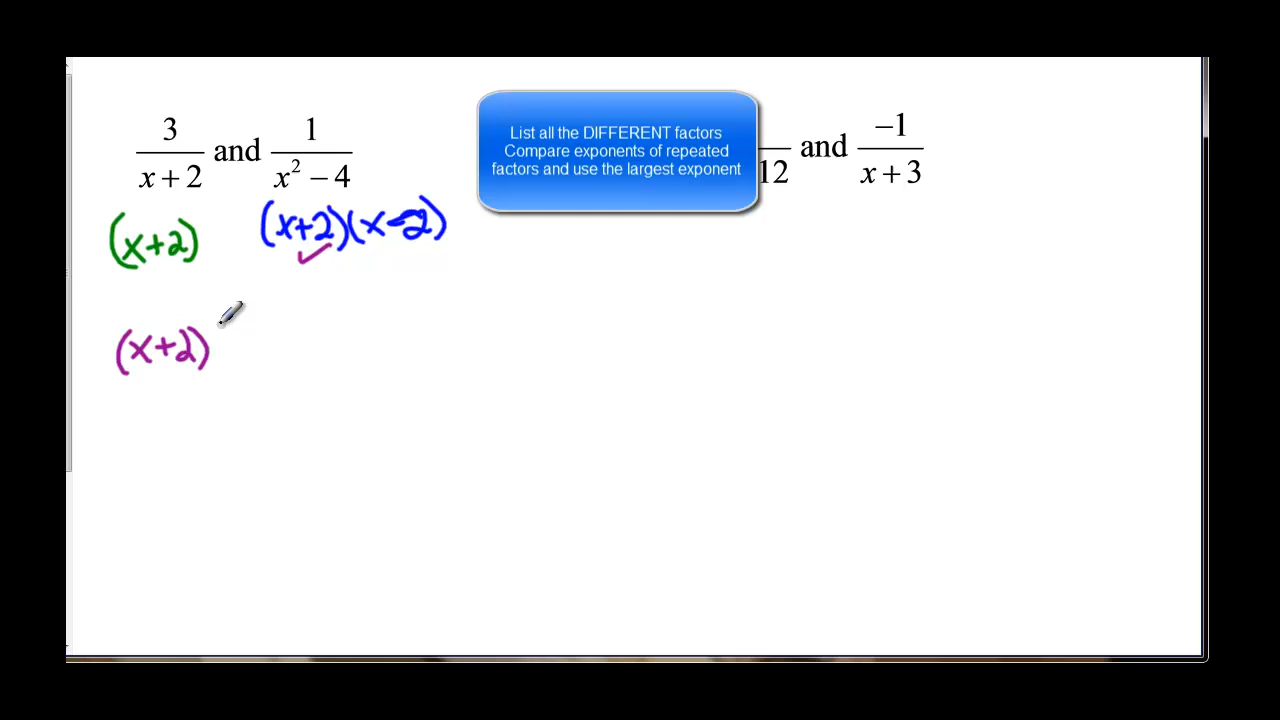 3/(x + 2) and 1/(x² − 4)
(x+2) (x-2)
(x+2)
(x+2)
List all the DIFFERENT factors
Compare exponents of repeated
factors and use the largest exponent
12 and −1/(x + 3)